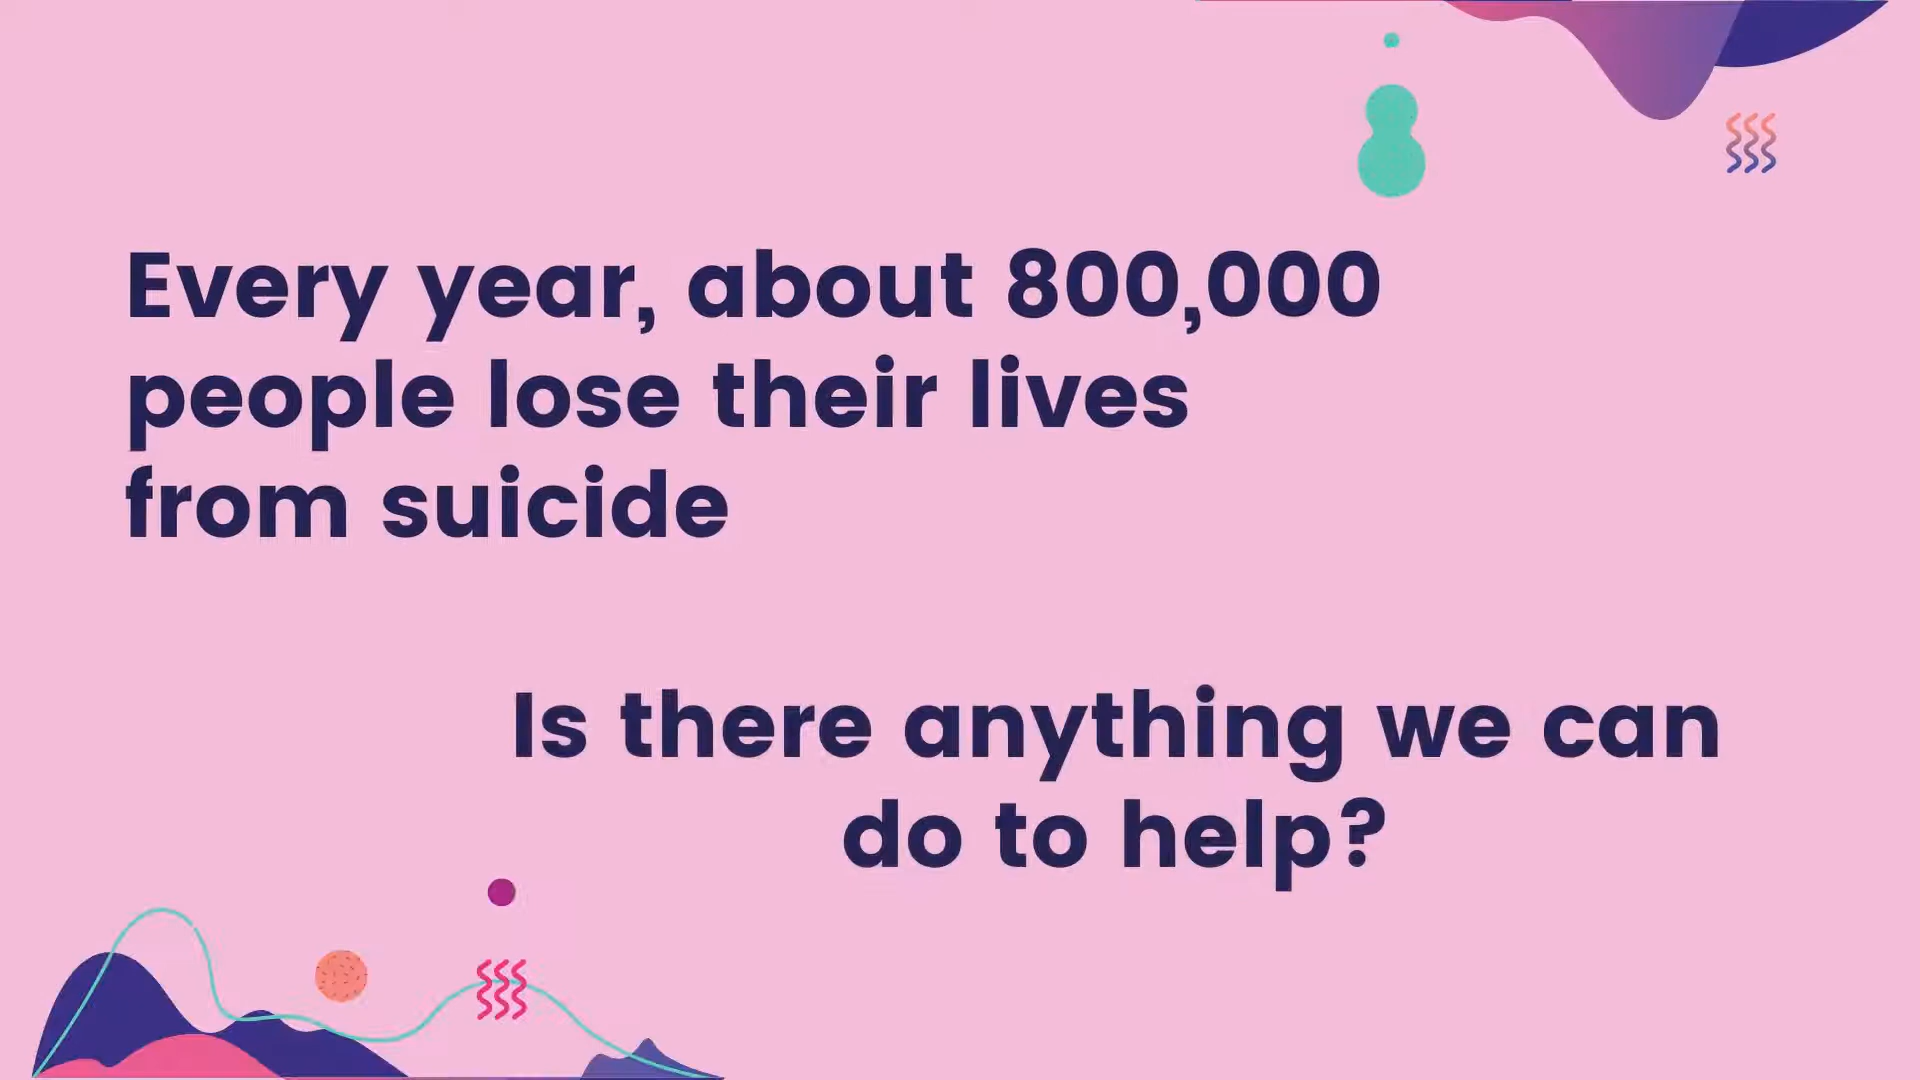 Every year, about 800,000
people lose their lives
from suicide
Is there anything we can
do to help?